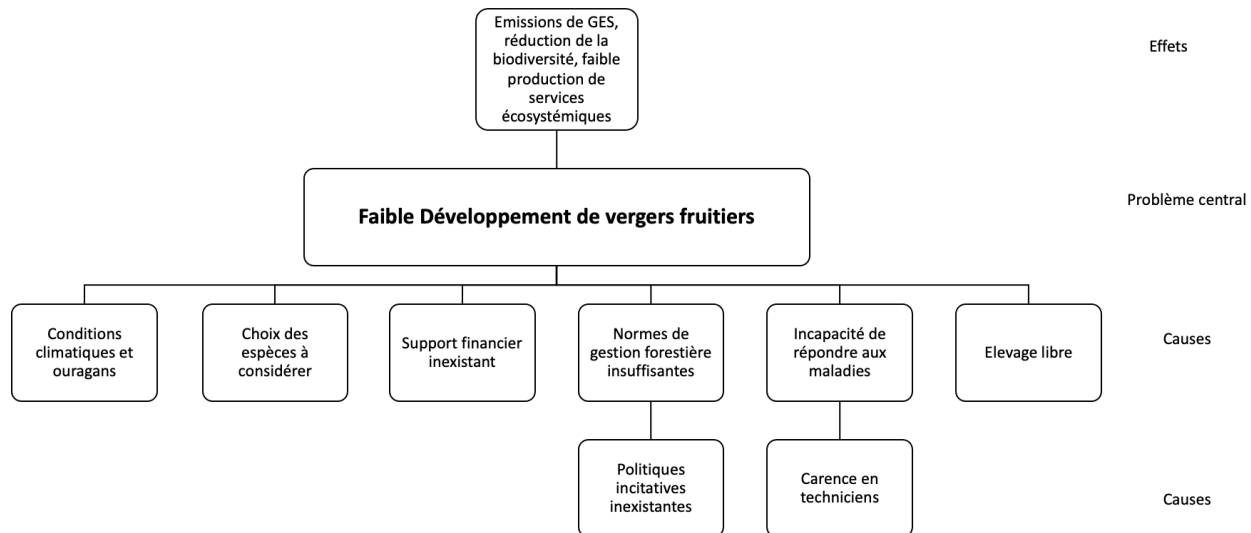 Emissions de GES,
réduction de la
biodiversité, faible
production de
services
écosystémiques
Effets
Faible Développement de vergers fruitiers
Problème central
Conditions
climatiques et
ouragans
Choix des
espèces à
considérer
Support financier
inexistant
Normes de
gestion forestière
insuffisantes
Incapacité de
répondre aux
maladies
Elevage libre
Causes
Politiques
incitatives
inexistantes
Carence en
techniciens
Causes